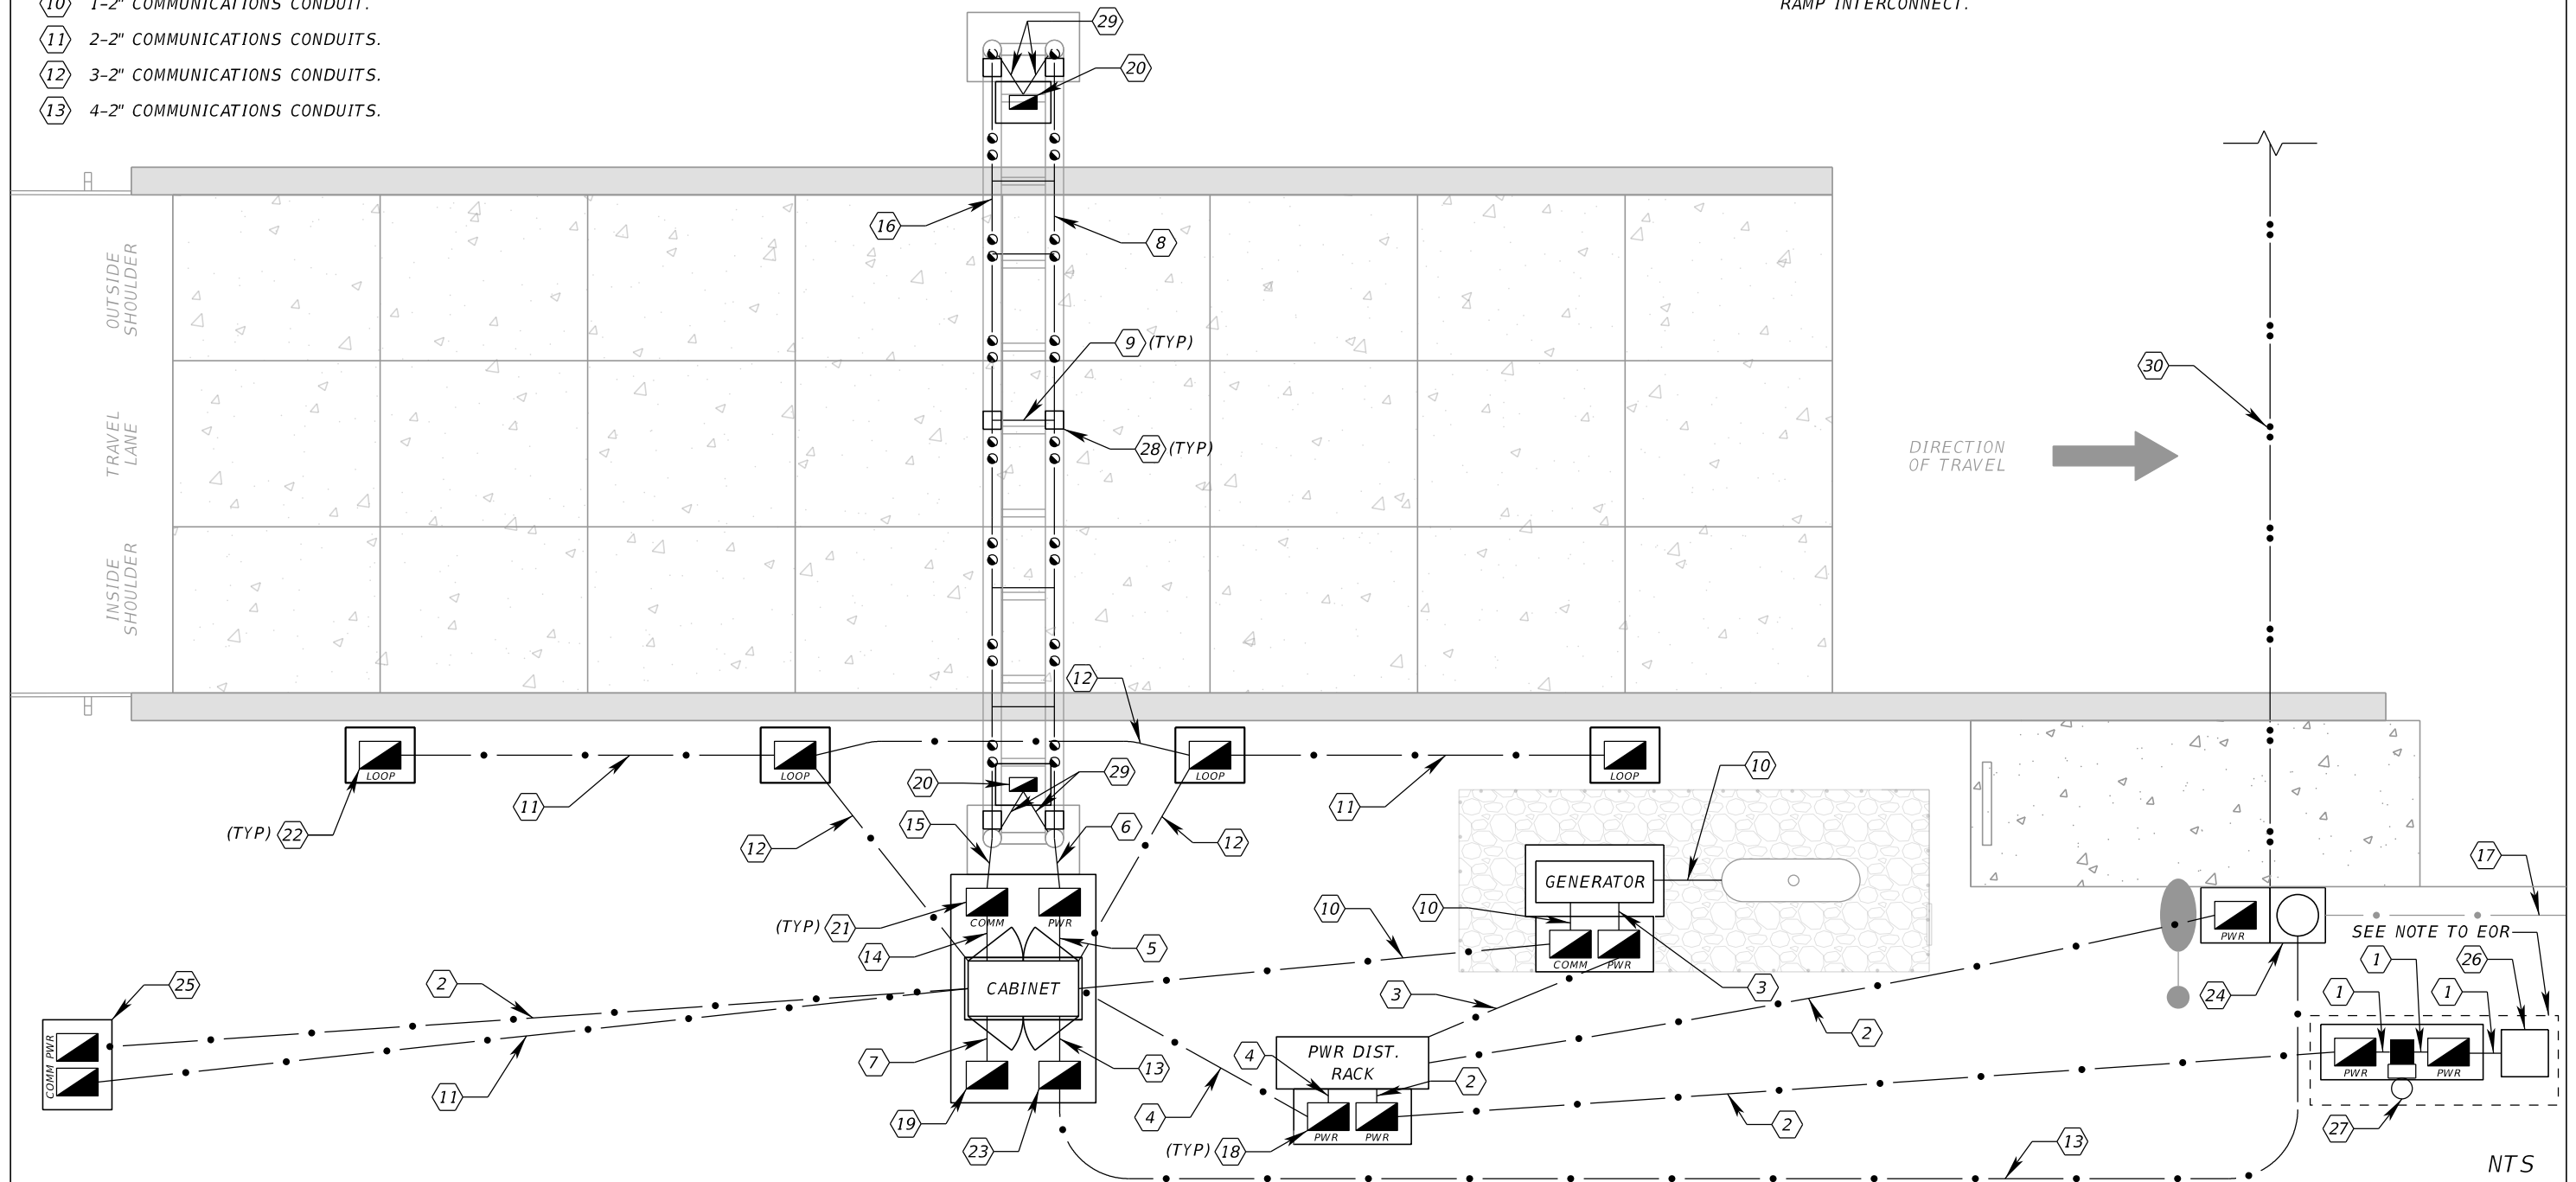 10 1-2" COMMUNICATIONS CONDUIT.
11 2-2" COMMUNICATIONS CONDUITS.
12 3-2" COMMUNICATIONS CONDUITS.
13 4-2" COMMUNICATIONS CONDUITS.
RAMP INTERCONNECT.
29
20
16
8
OUTSIDE
SHOULDER
9 (TYP)
30
TRAVEL
LANE
28 (TYP)
DIRECTION
OF TRAVEL
INSIDE
SHOULDER
12
LOOP
LOOP
LOOP
11
(TYP) 22
12
20
29
15
6
12
11
10
GENERATOR
17
COMM
PWR
(TYP) 21
14
5
10
10
COMM
PWR
3
3
PWR
SEE NOTE TO EOR
24
1
26
1
1
25
2
COMM PWR
11
CABINET
7
13
19
23
4
PWR DIST.
RACK
4
2
PWR
PWR
(TYP) 18
2
2
PWR
PWR
27
13
NTS